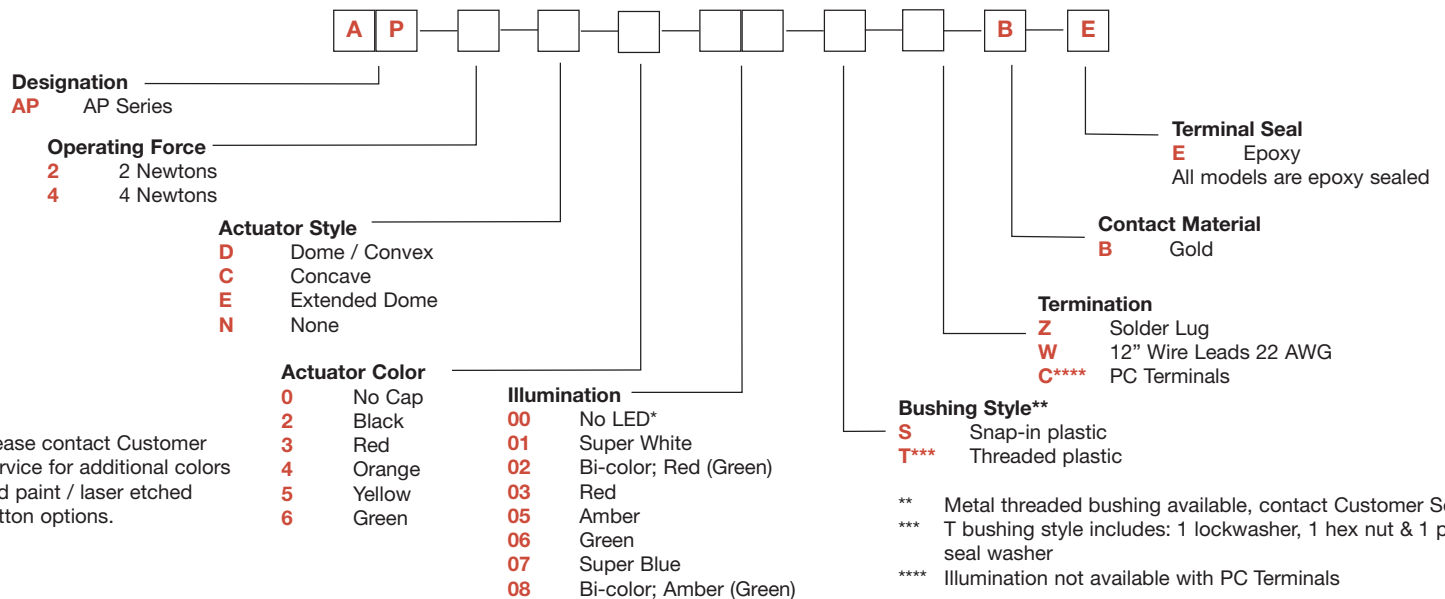 A P B E
Designation
AP AP Series
Operating Force
2 2 Newtons
4 4 Newtons
Actuator Style
D Dome / Convex
C Concave
E Extended Dome
N None
Actuator Color
0 No Cap
2 Black
3 Red
4 Orange
5 Yellow
6 Green
ease contact Customer
rvice for additional colors
d paint / laser etched
tton options.
Illumination
00 No LED*
01 Super White
02 Bi-color; Red (Green)
03 Red
05 Amber
06 Green
07 Super Blue
08 Bi-color; Amber (Green)
Bushing Style**
S Snap-in plastic
T*** Threaded plastic
** Metal threaded bushing available, contact Customer Se
*** T bushing style includes: 1 lockwasher, 1 hex nut & 1 p
seal washer
**** Illumination not available with PC Terminals
Termination
Z Solder Lug
W 12” Wire Leads 22 AWG
C**** PC Terminals
Contact Material
B Gold
Terminal Seal
E Epoxy
All models are epoxy sealed